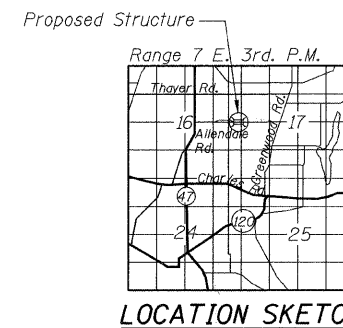 Proposed Structure
Range 7 E. 3rd. P.M.
Thayer Rd.
Greenwood Rd.
16
17
Allendale
Rd.
Charles
Rd.
47
120
24
25
LOCATION SKETC